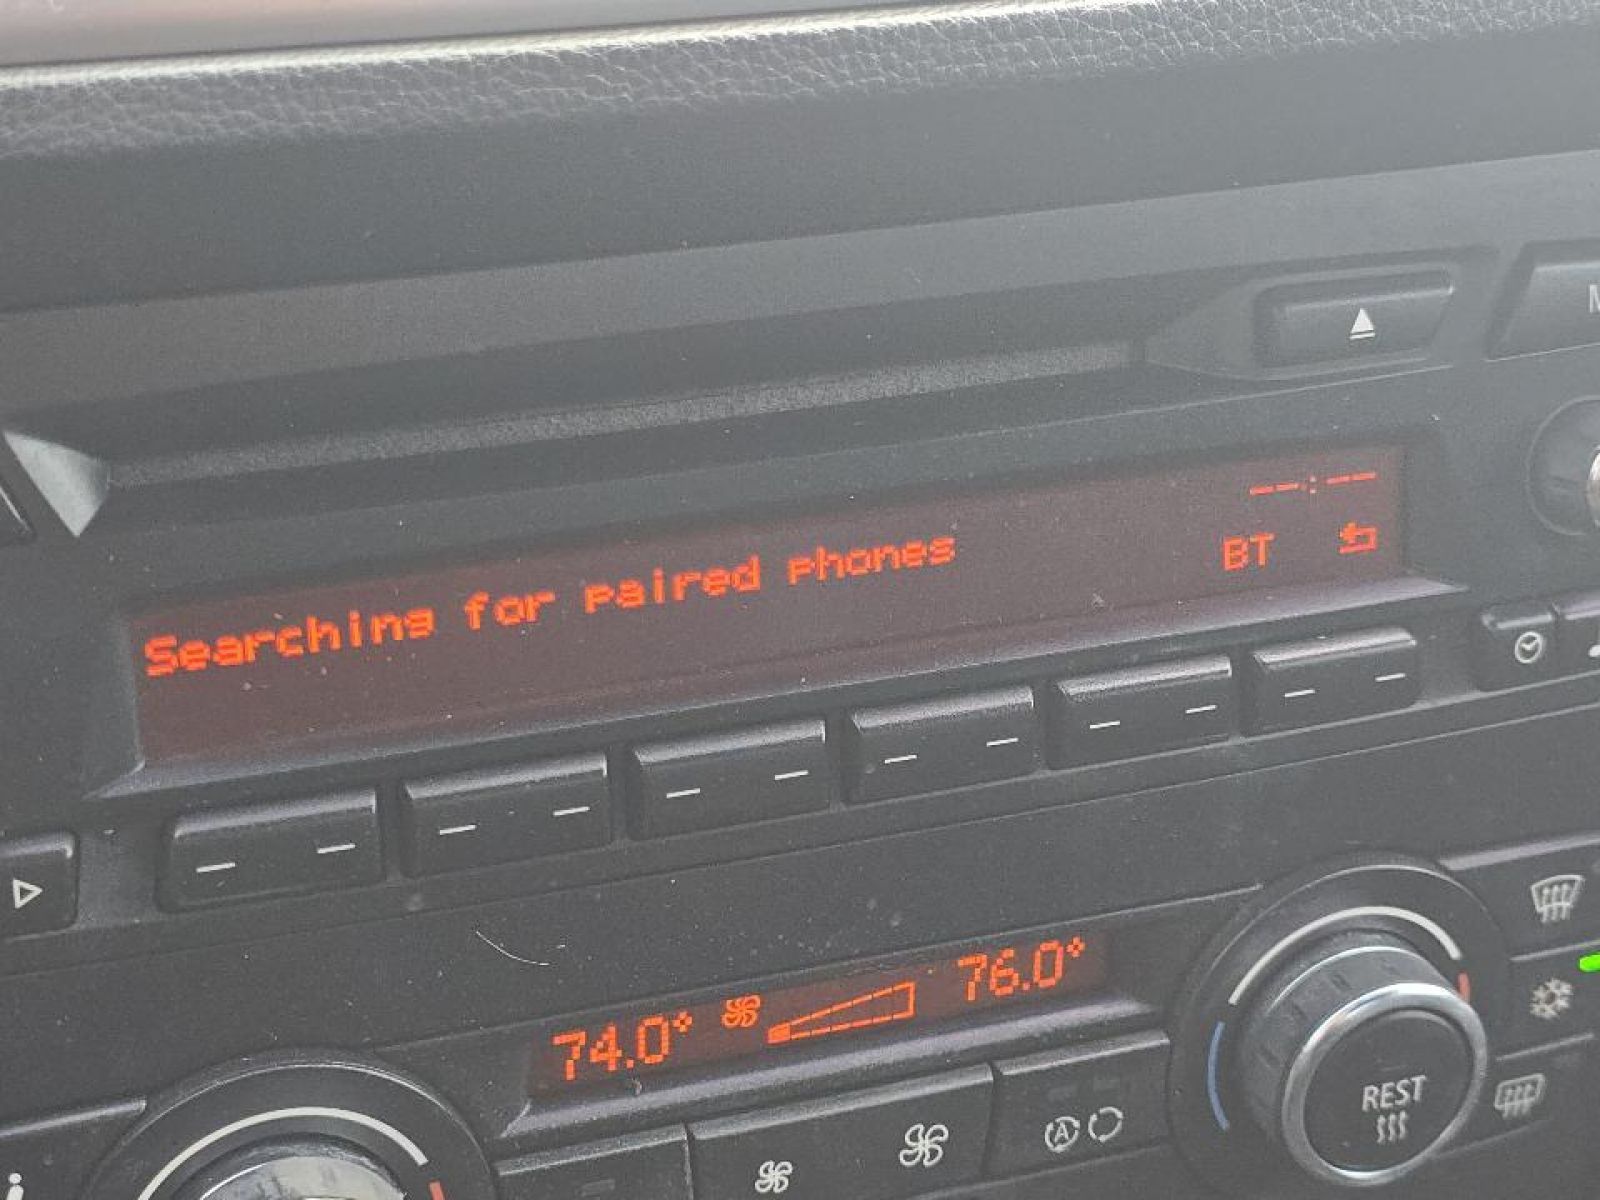 M
--:--
Searching for paired phones BT
74.0° 76.0°
A
REST